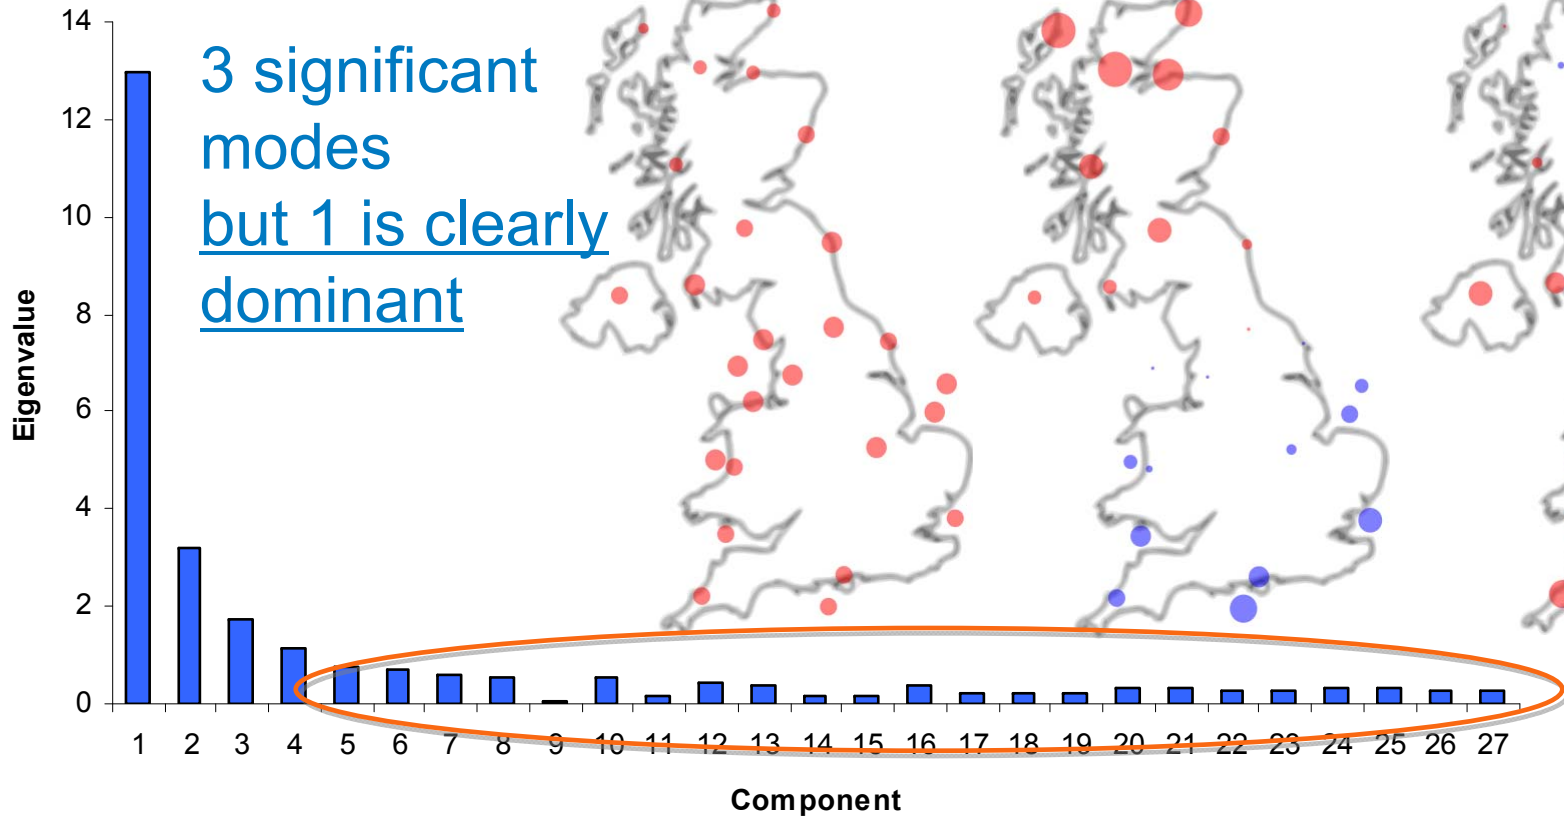 14
3 significant
modes
but 1 is clearly
dominant
12
10
8
6
4
2
0
Eigenvalue
1 2 3 4 5 6 7 8 9 10 11 12 13 14 15 16 17 18 19 20 21 22 23 24 25 26 27
Component